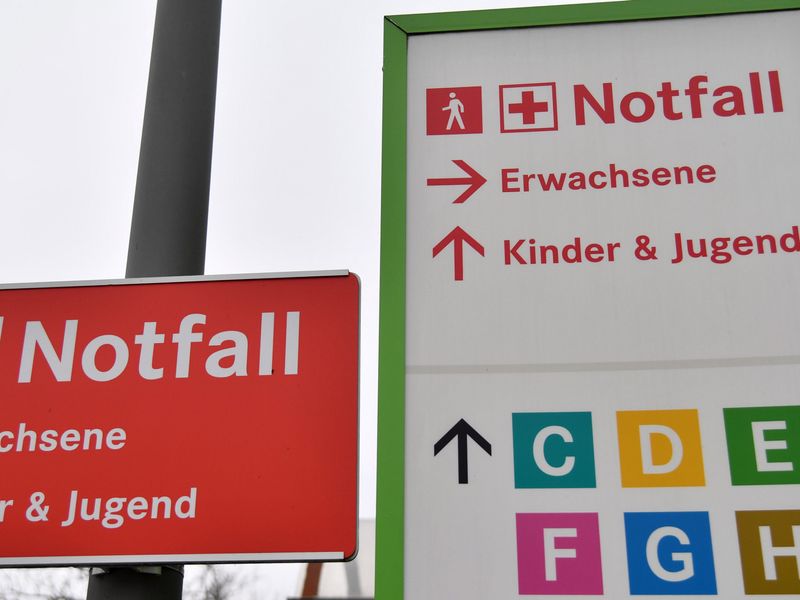 Notfall
chsene
r & Jugend
Notfall
Erwachsene
Kinder & Jugend
C D E
F G H